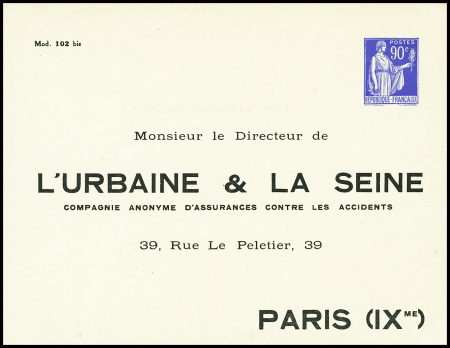 Mod. 102 bis
POSTES
90c
RÉPUBLIQUE FRANÇAISE
Monsieur le Directeur de
L'URBAINE & LA SEINE
COMPAGNIE ANONYME D'ASSURANCES CONTRE LES ACCIDENTS
39, Rue Le Peletier, 39
PARIS (IXME)